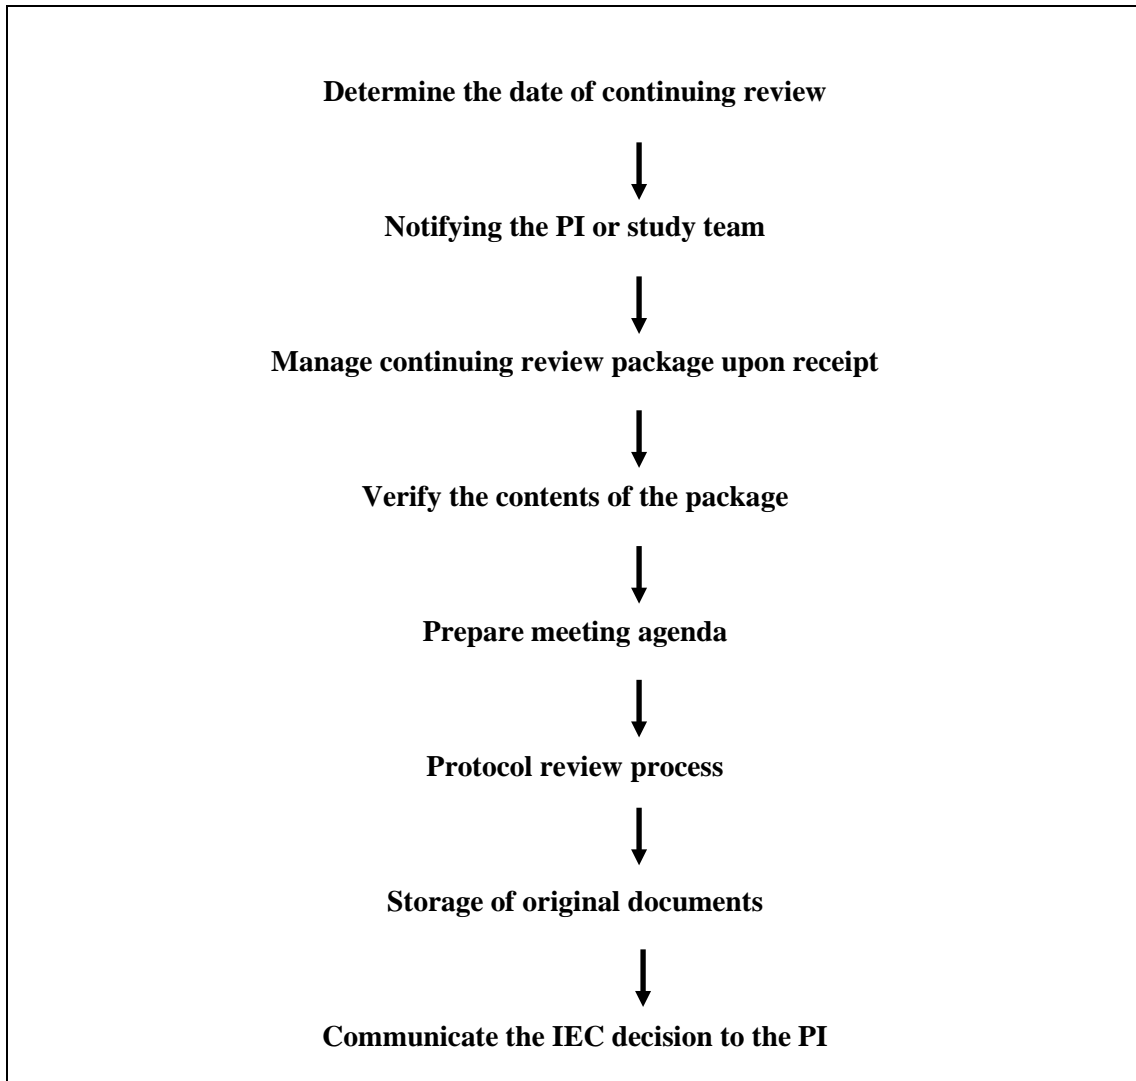 Determine the date of continuing review
Notifying the PI or study team
Manage continuing review package upon receipt
Verify the contents of the package
Prepare meeting agenda
Protocol review process
Storage of original documents
Communicate the IEC decision to the PI